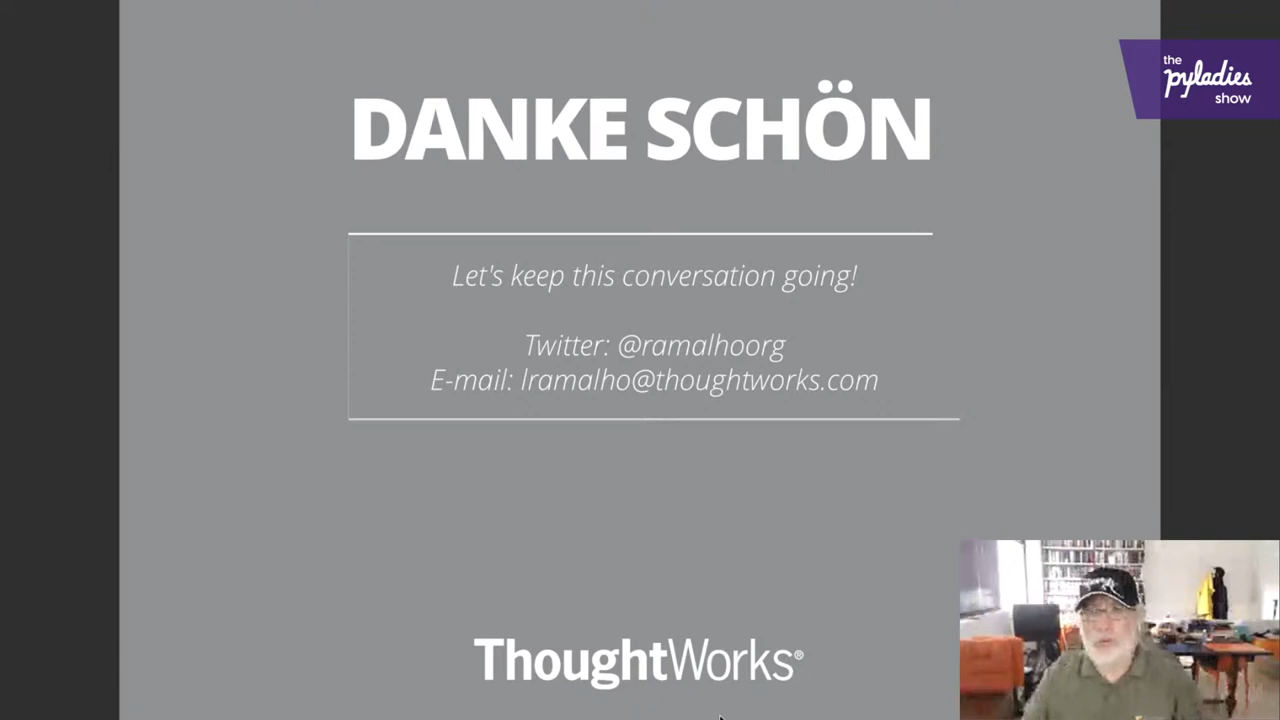 the
pyladies
show
DANKE SCHÖN
Let's keep this conversation going!
Twitter: @ramalhoorg
E-mail: lramalho@thoughtworks.com
ThoughtWorks®